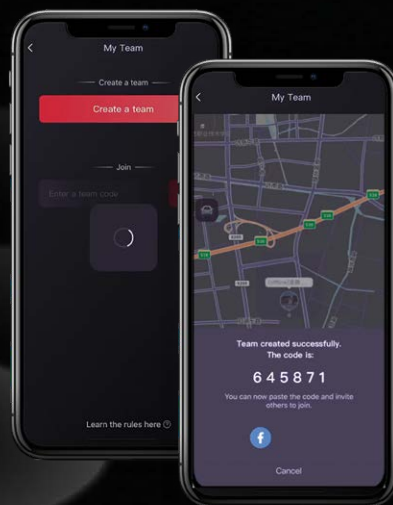 My Team
Create a team
Create a team
Join
Enter a team code
Learn the rules here
My Team
Team created successfully.
The code is:
645871
You can now paste the code and invite
others to join.
Cancel